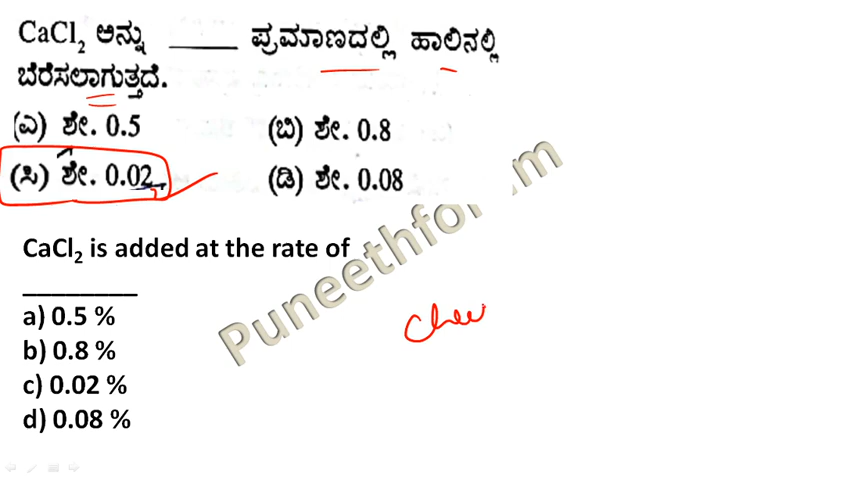 CaCl₂ ಅನ್ನು ______ ಪ್ರಮಾಣದಲ್ಲಿ ಹಾಲಿನಲ್ಲಿ
ಬೆರೆಸಲಾಗುತ್ತದೆ.
(ಎ) ಶೇ. 0.5 (ಬಿ) ಶೇ. 0.8
(ಸಿ) ಶೇ. 0.02 (ಡಿ) ಶೇ. 0.08
CaCl₂ is added at the rate of
________
a) 0.5 %
b) 0.8 %
c) 0.02 %
d) 0.08 %